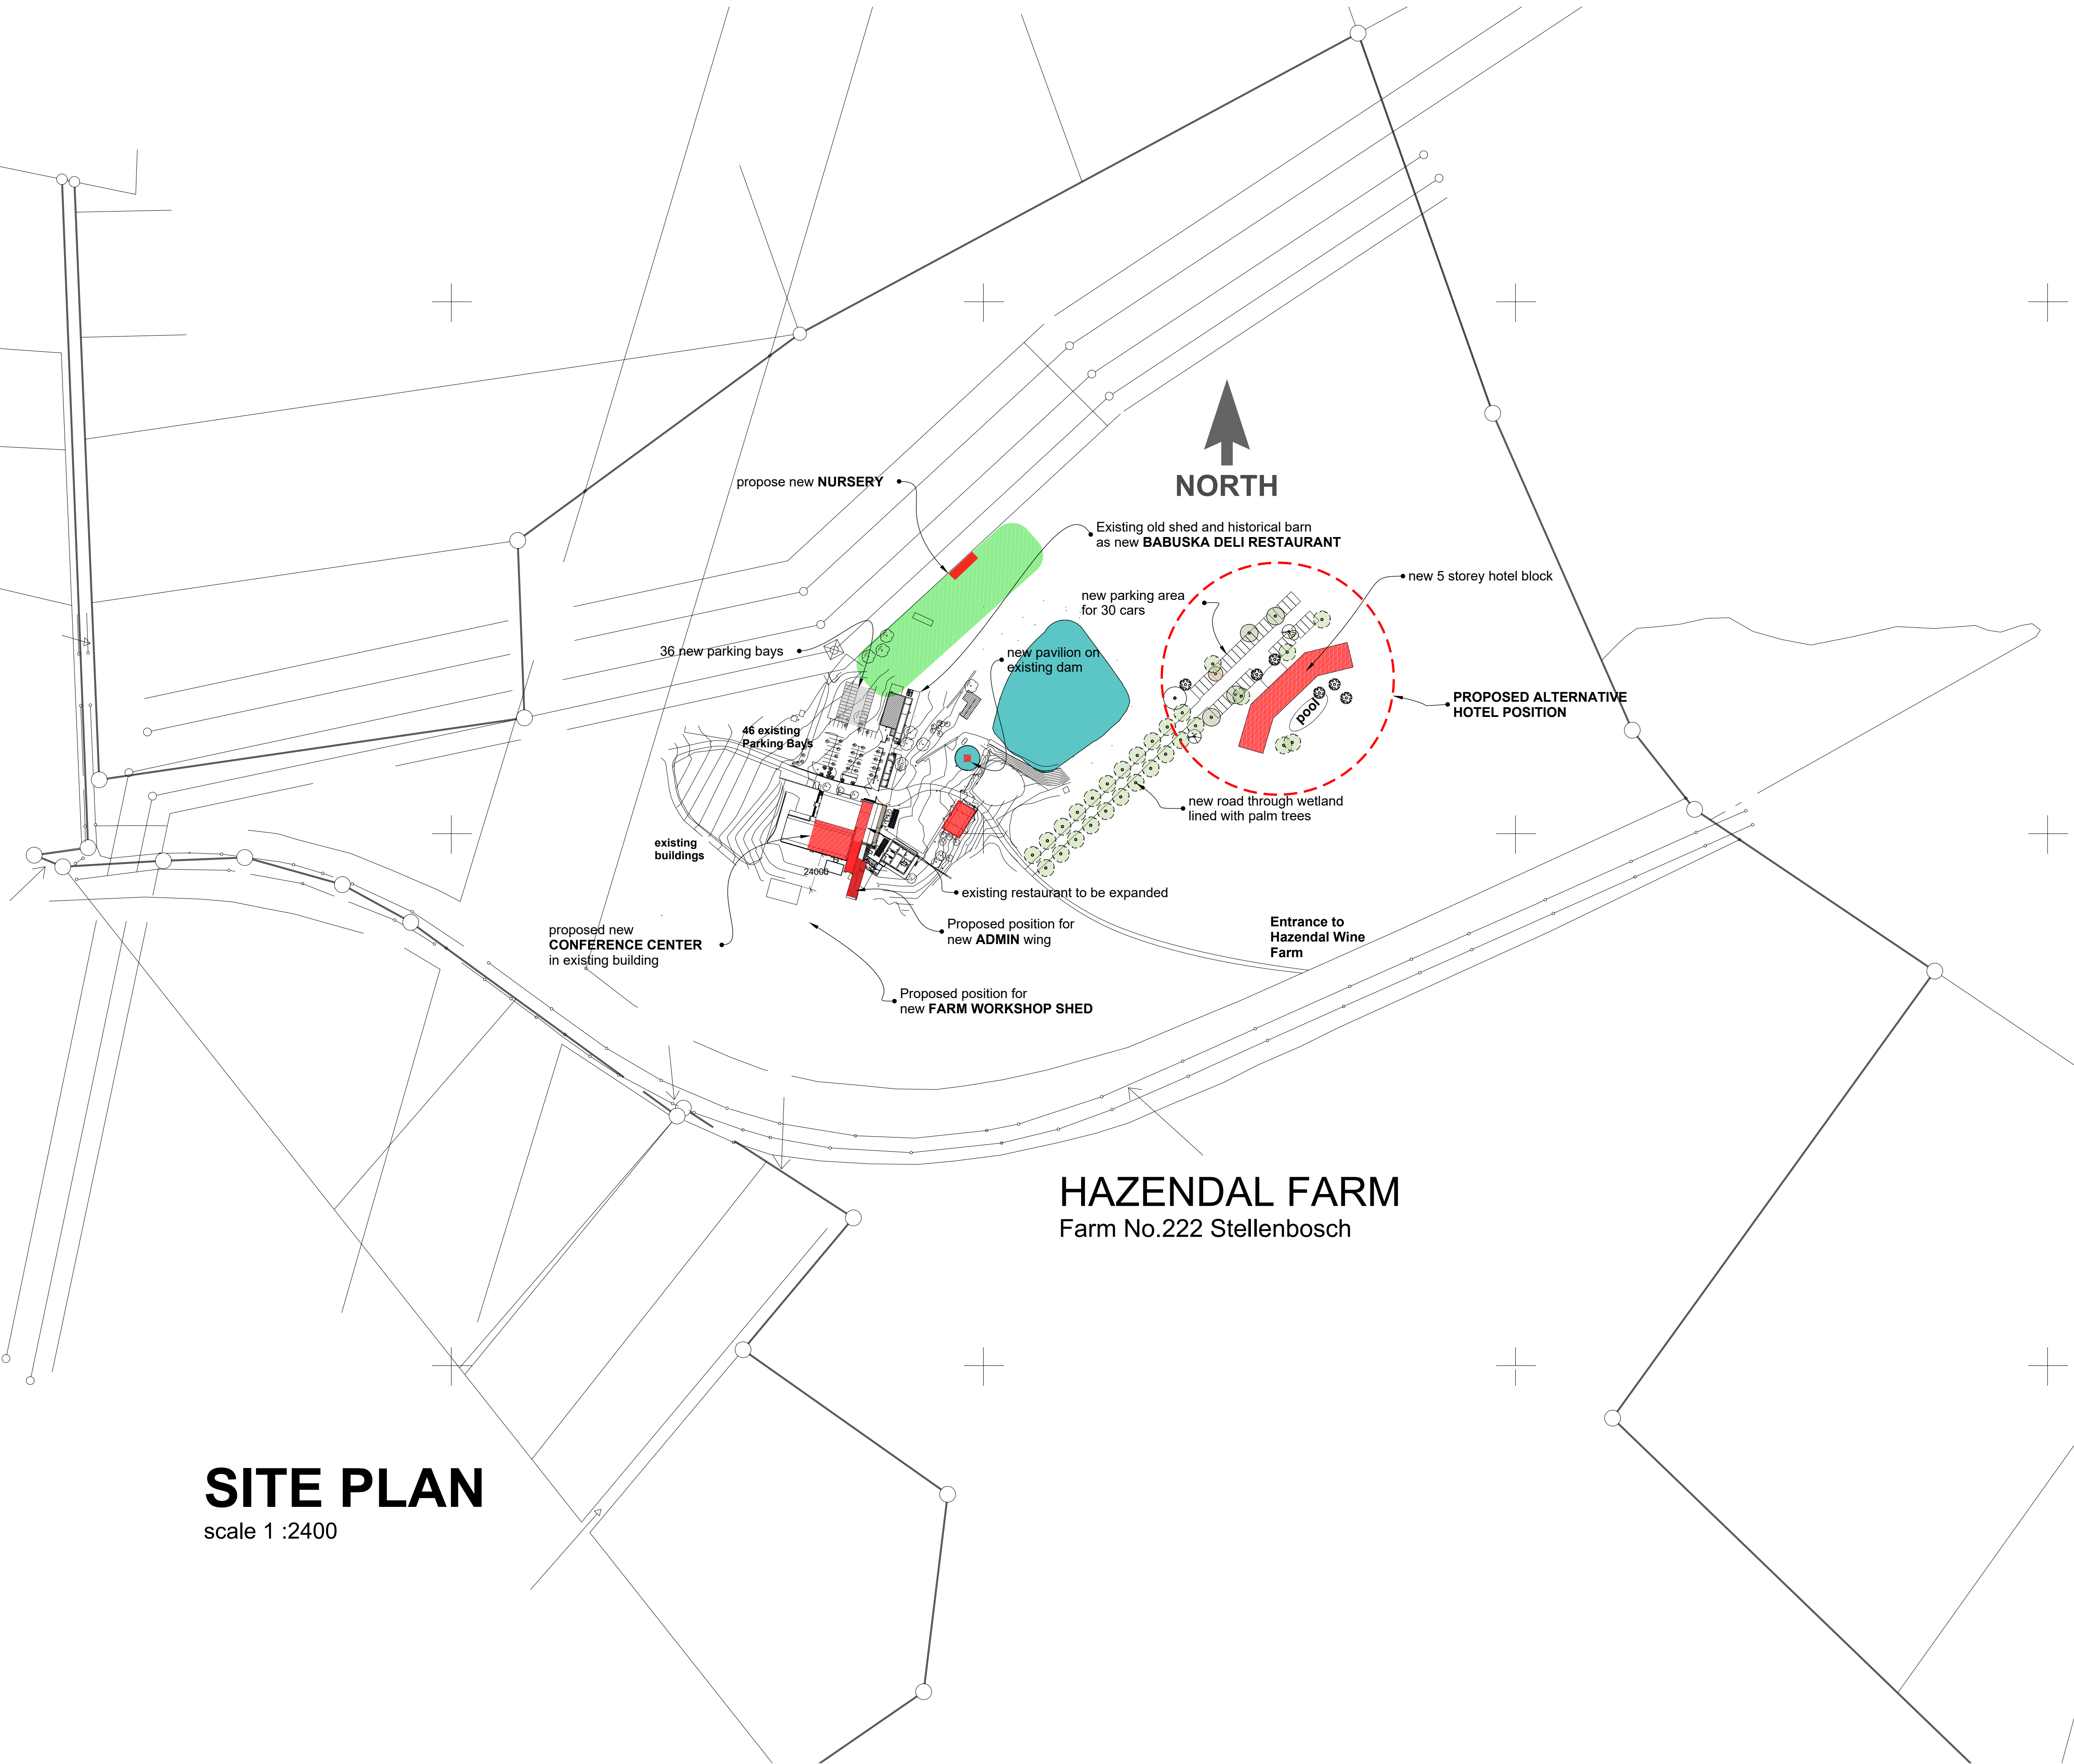 NORTH
propose new NURSERY
Existing old shed and historical barn
as new BABUSKA DELI RESTAURANT
new 5 storey hotel block
new parking area
for 30 cars
36 new parking bays
new pavilion on
existing dam
PROPOSED ALTERNATIVE
HOTEL POSITION
pool
46 existing
Parking Bays
new road through wetland
lined with palm trees
existing
buildings
24000
existing restaurant to be expanded
Proposed position for
new ADMIN wing
Entrance to
Hazendal Wine
Farm
proposed new
CONFERENCE CENTER
in existing building
Proposed position for
new FARM WORKSHOP SHED
HAZENDAL FARM
Farm No.222 Stellenbosch
SITE PLAN
scale 1 :2400